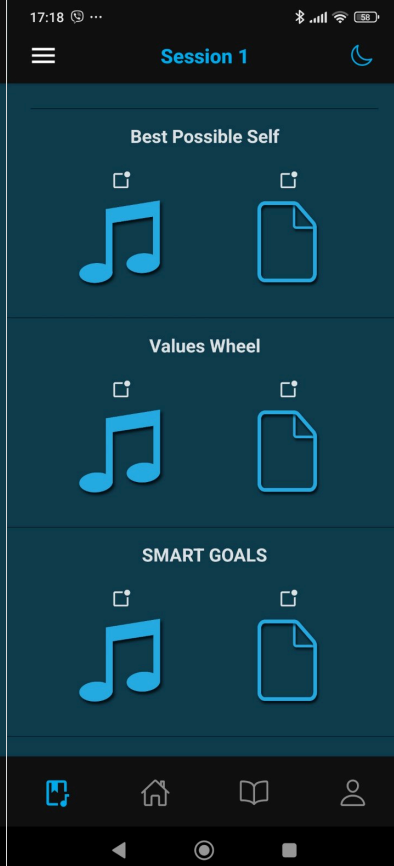 17:18
58
Session 1
Best Possible Self
Values Wheel
SMART GOALS